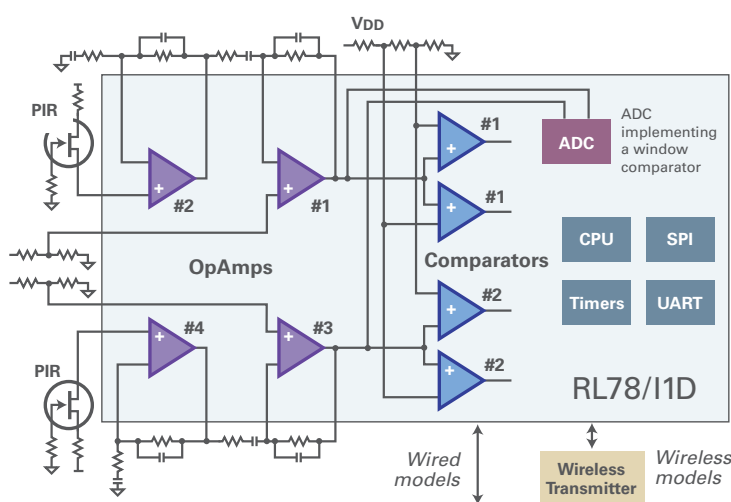 VDD
PIR
+
#2
+
#1
+
#1
+
#1
ADC
ADC
implementing
a window
comparator
CPU
SPI
OpAmps
Comparators
Timers
UART
+
#4
+
#3
+
#2
+
#2
PIR
RL78/I1D
Wired
models
Wireless
Transmitter
Wireless
models